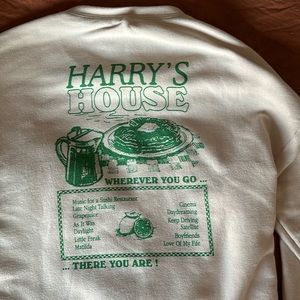 HARRY'S
HOUSE
WHEREVER YOU GO ...
Music for a Sushi Restaurant
Late Night Talking
Grapejuice
As It Was
Daylight
Little Freak
Matilda
Cinema
Daydreaming
Keep Driving
Satellite
Boyfriends
Love Of My Life
... THERE YOU ARE !